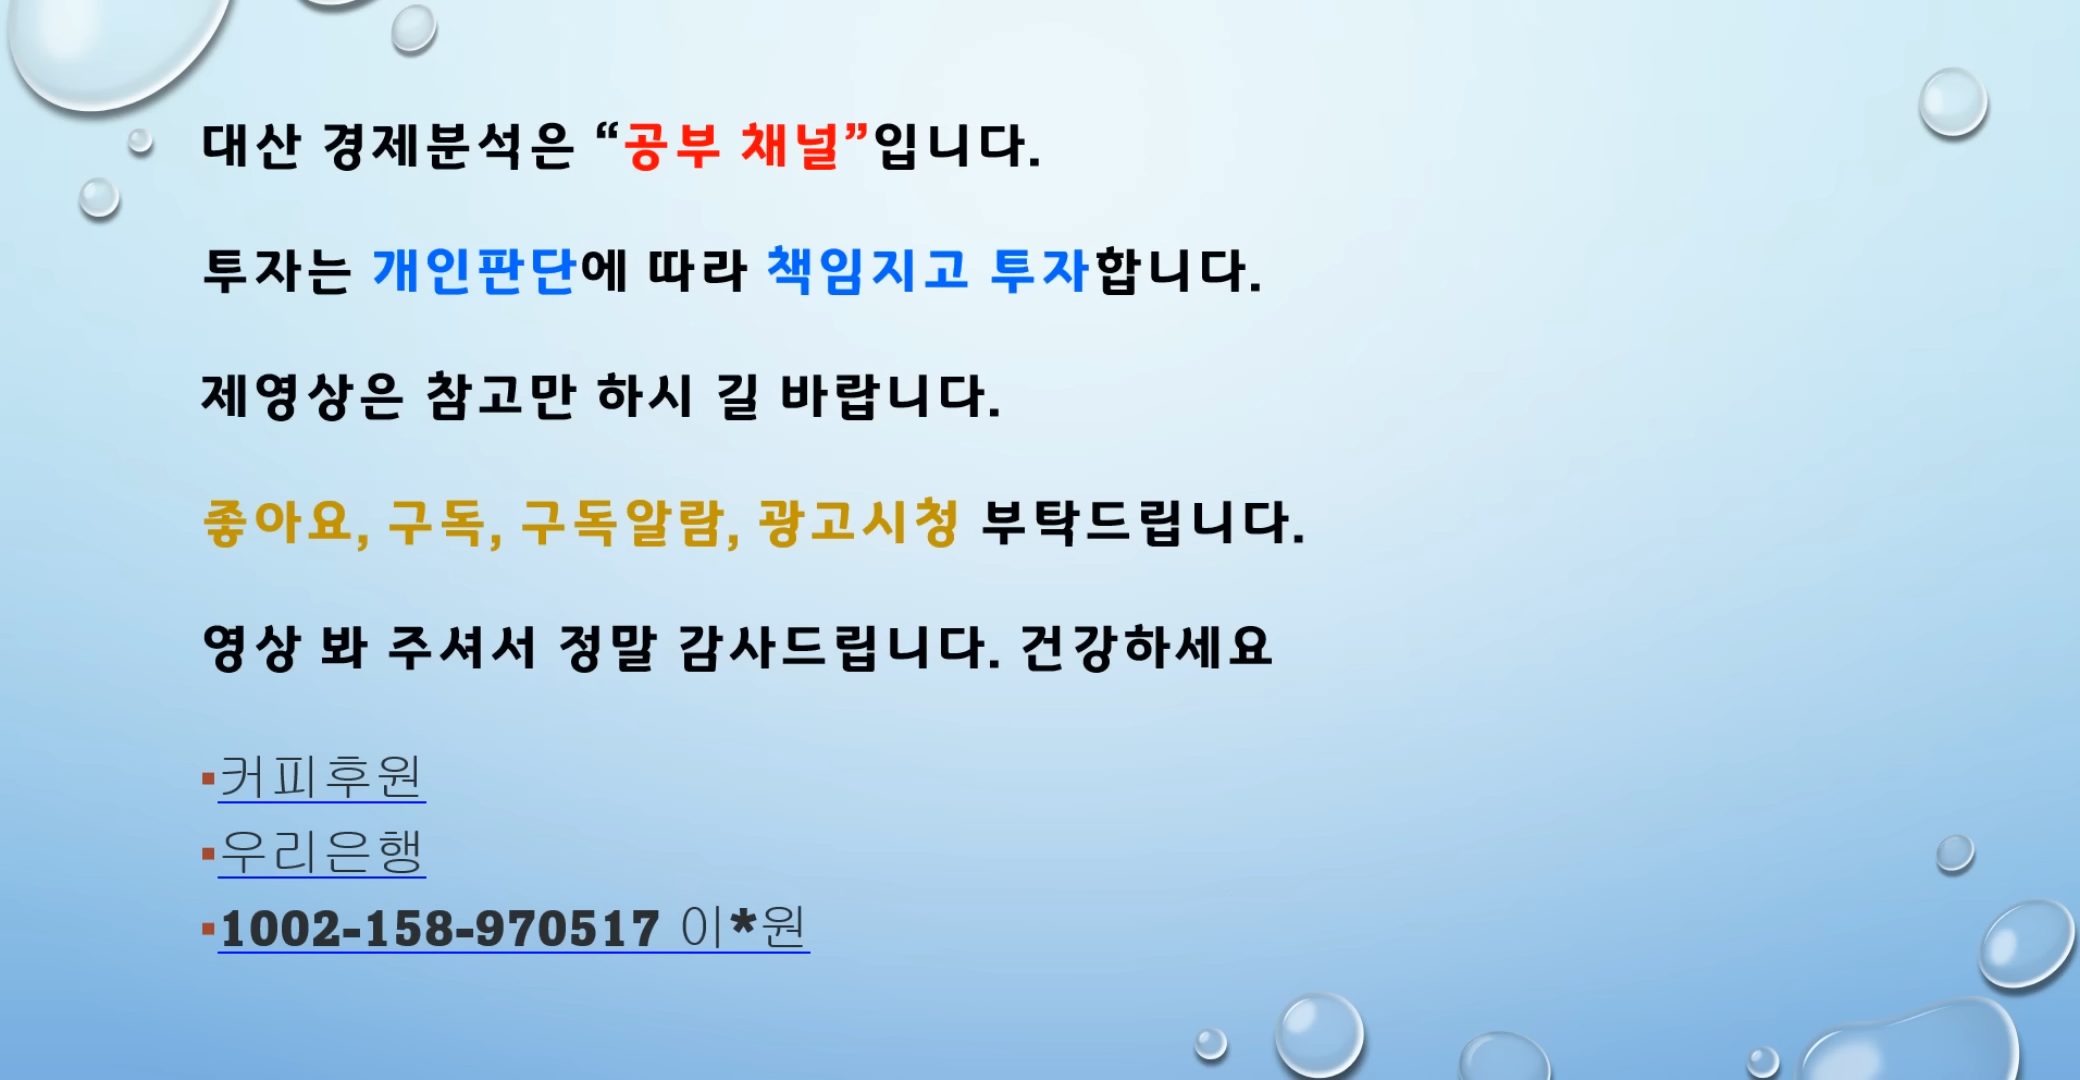 대산 경제분석은 “공부 채널”입니다.
투자는 개인판단에 따라 책임지고 투자합니다.
제영상은 참고만 하시 길 바랍니다.
좋아요, 구독, 구독알람, 광고시청 부탁드립니다.
영상 봐 주셔서 정말 감사드립니다. 건강하세요
▪커피후원
▪우리은행
▪1002-158-970517 이*원